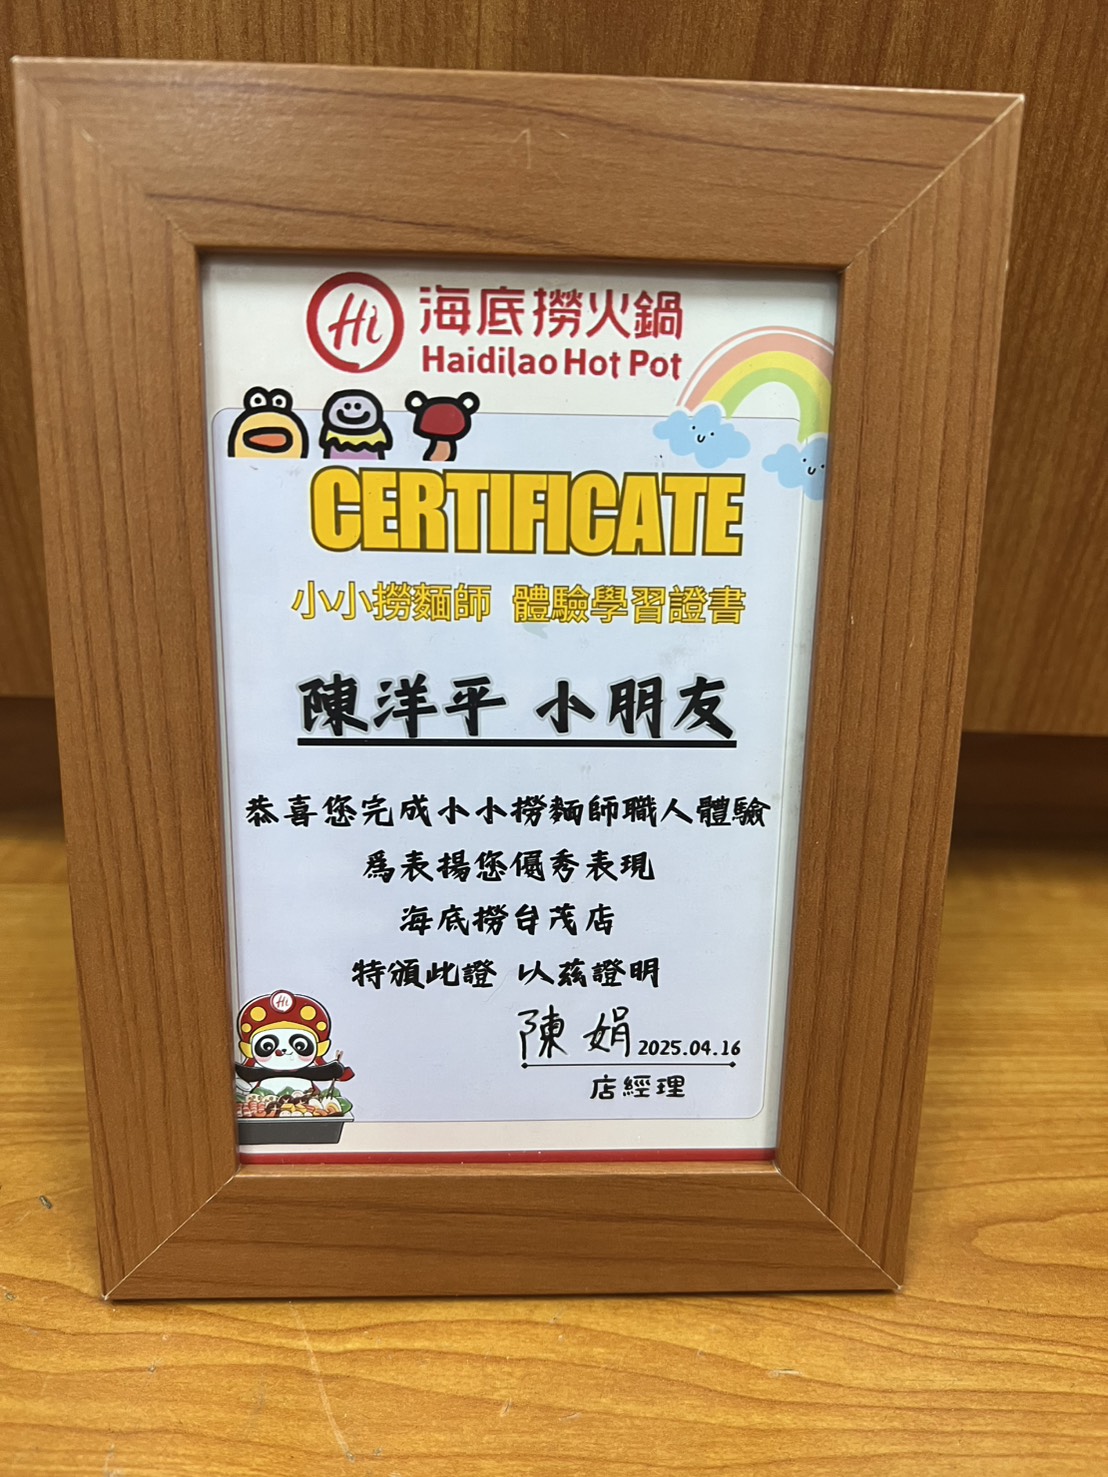 Hi 海底撈火鍋
Haidilao Hot Pot
CERTIFICATE
小小撈麵師 體驗學習證書
陳洋平 小朋友
恭喜您完成小小撈麵師職人體驗
為表揚您優秀表現
海底撈台茂店
特頒此證 以茲證明
陳娟 2025.04.16
店經理
Hi